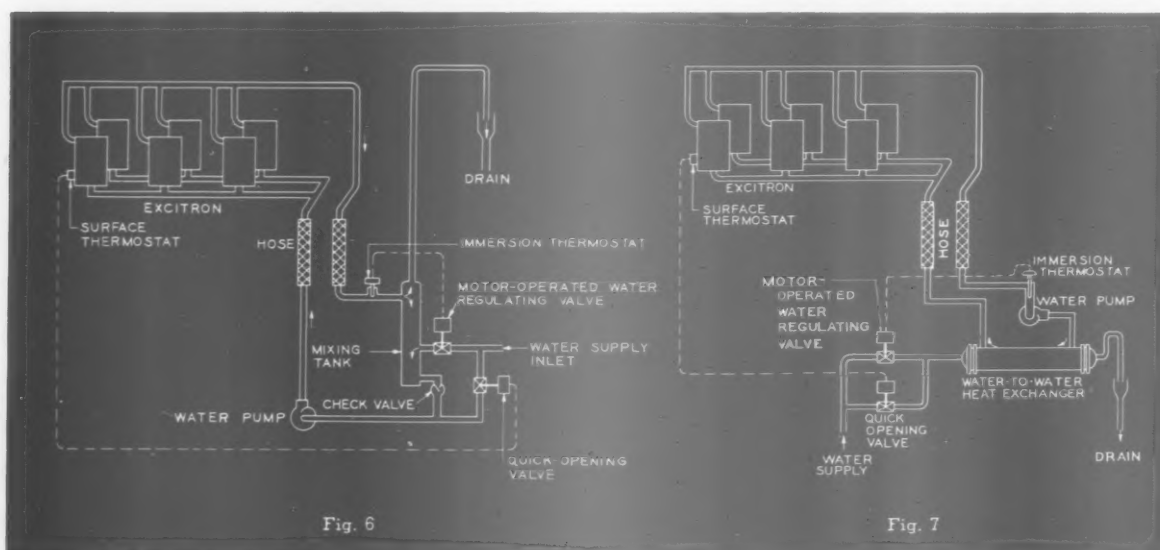 DRAIN
EXCITRON
SURFACE
THERMOSTAT
HOSE
IMMERSION THERMOSTAT
MOTOR-OPERATED WATER
REGULATING VALVE
MIXING
TANK
WATER SUPPLY
INLET
CHECK VALVE
WATER PUMP
QUICK-OPENING
VALVE
Fig. 6
EXCITRON
SURFACE
THERMOSTAT
HOSE
IMMERSION
THERMOSTAT
WATER PUMP
MOTOR-
OPERATED
WATER
REGULATING
VALVE
WATER-TO-WATER
HEAT EXCHANGER
QUICK
OPENING
VALVE
WATER
SUPPLY
DRAIN
Fig. 7